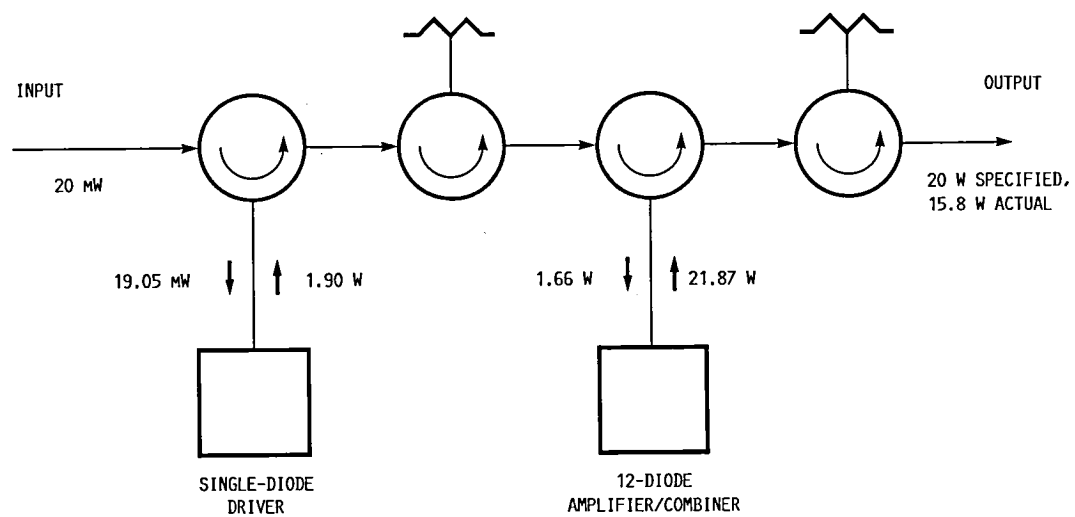 INPUT
OUTPUT
20 MW
20 W SPECIFIED,
15.8 W ACTUAL
19.05 MW
1.90 W
1.66 W
21.87 W
SINGLE-DIODE
DRIVER
12-DIODE
AMPLIFIER/COMBINER